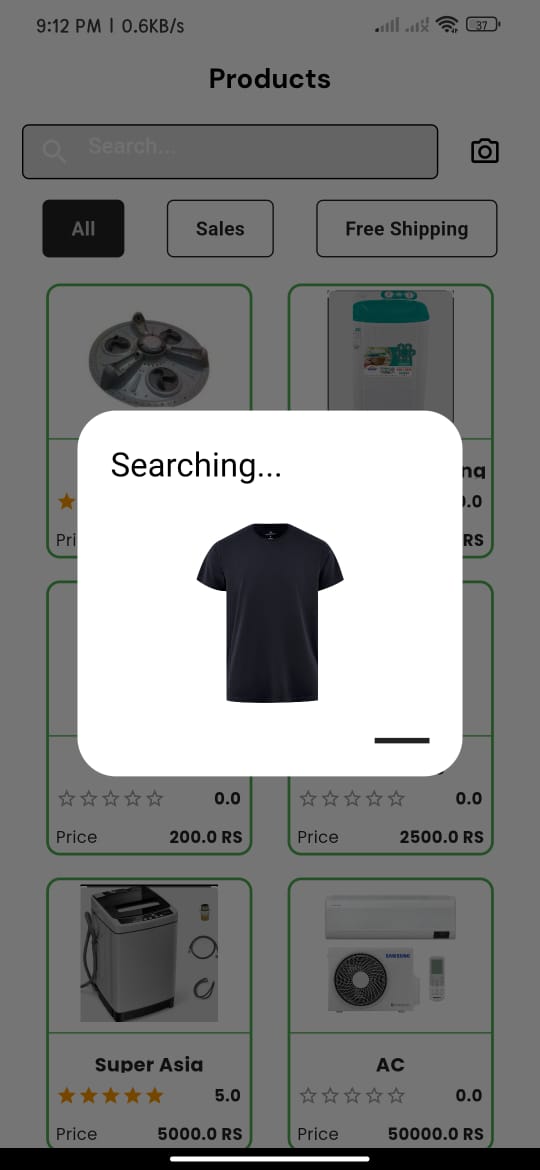 9:12 PM | 0.6KB/s
37
Products
Search...
All Sales Free Shipping
Searching...
Pri RS
0.0 0.0
Price 200.0 RS Price 2500.0 RS
SAMSUNG
Super Asia AC
5.0 0.0
Price 5000.0 RS Price 50000.0 RS